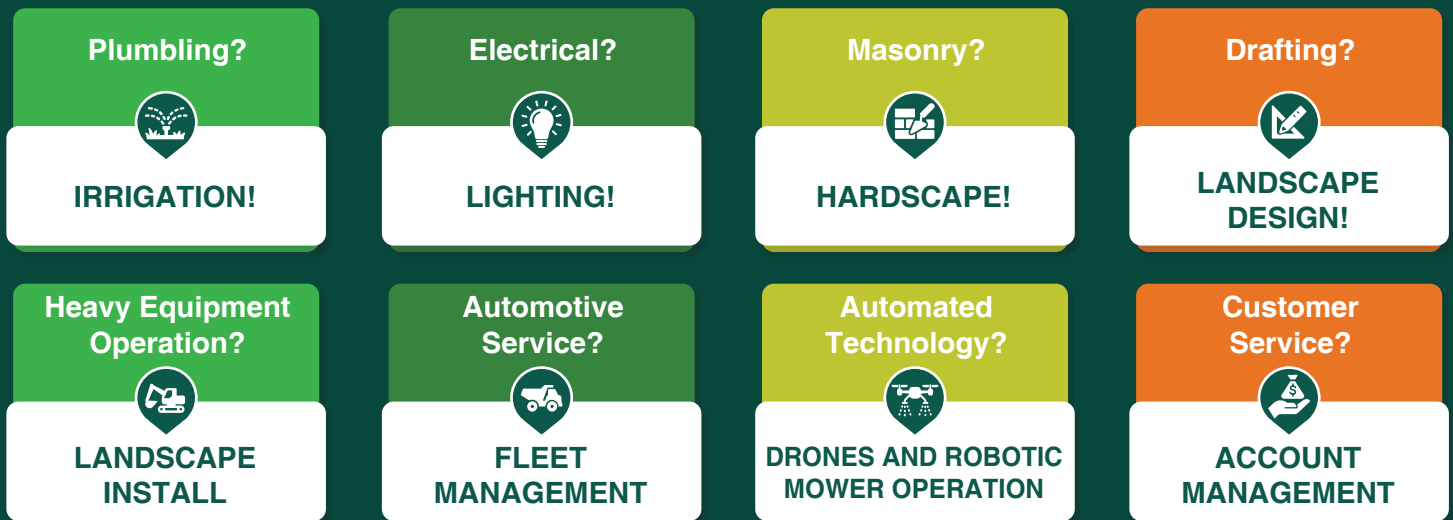 Plumbling?
IRRIGATION!
Electrical?
LIGHTING!
Masonry?
HARDSCAPE!
Drafting?
LANDSCAPE
DESIGN!
Heavy Equipment
Operation?
LANDSCAPE
INSTALL
Automotive
Service?
FLEET
MANAGEMENT
Automated
Technology?
DRONES AND ROBOTIC
MOWER OPERATION
Customer
Service?
$
ACCOUNT
MANAGEMENT